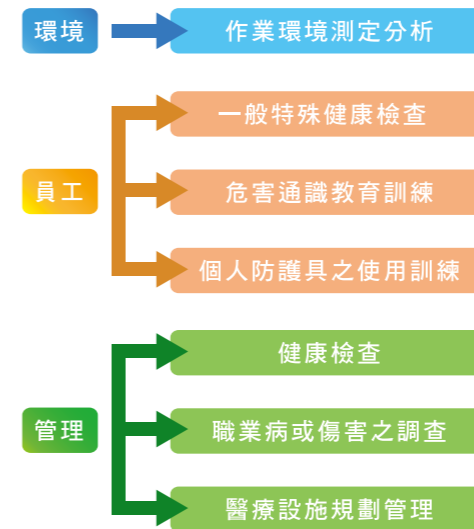 環境
作業環境測定分析
員工
一般特殊健康檢查
危害通識教育訓練
個人防護具之使用訓練
管理
健康檢查
職業病或傷害之調查
醫療設施規劃管理